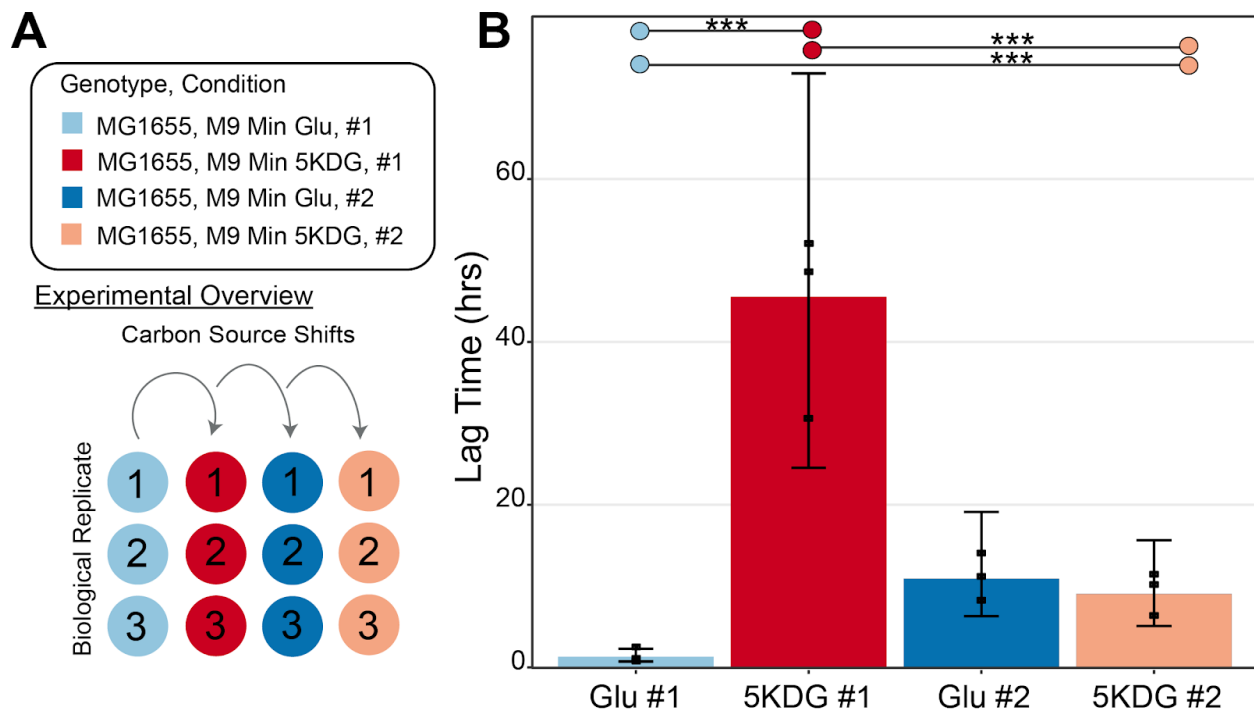 A
Genotype, Condition
MG1655, M9 Min Glu, #1
MG1655, M9 Min 5KDG, #1
MG1655, M9 Min Glu, #2
MG1655, M9 Min 5KDG, #2
Experimental Overview
Carbon Source Shifts
Biological Replicate
1 1 1 1
2 2 2 2
3 3 3 3
B
***
***
***
Lag Time (hrs)
60
40
20
0
Glu #1 5KDG #1 Glu #2 5KDG #2